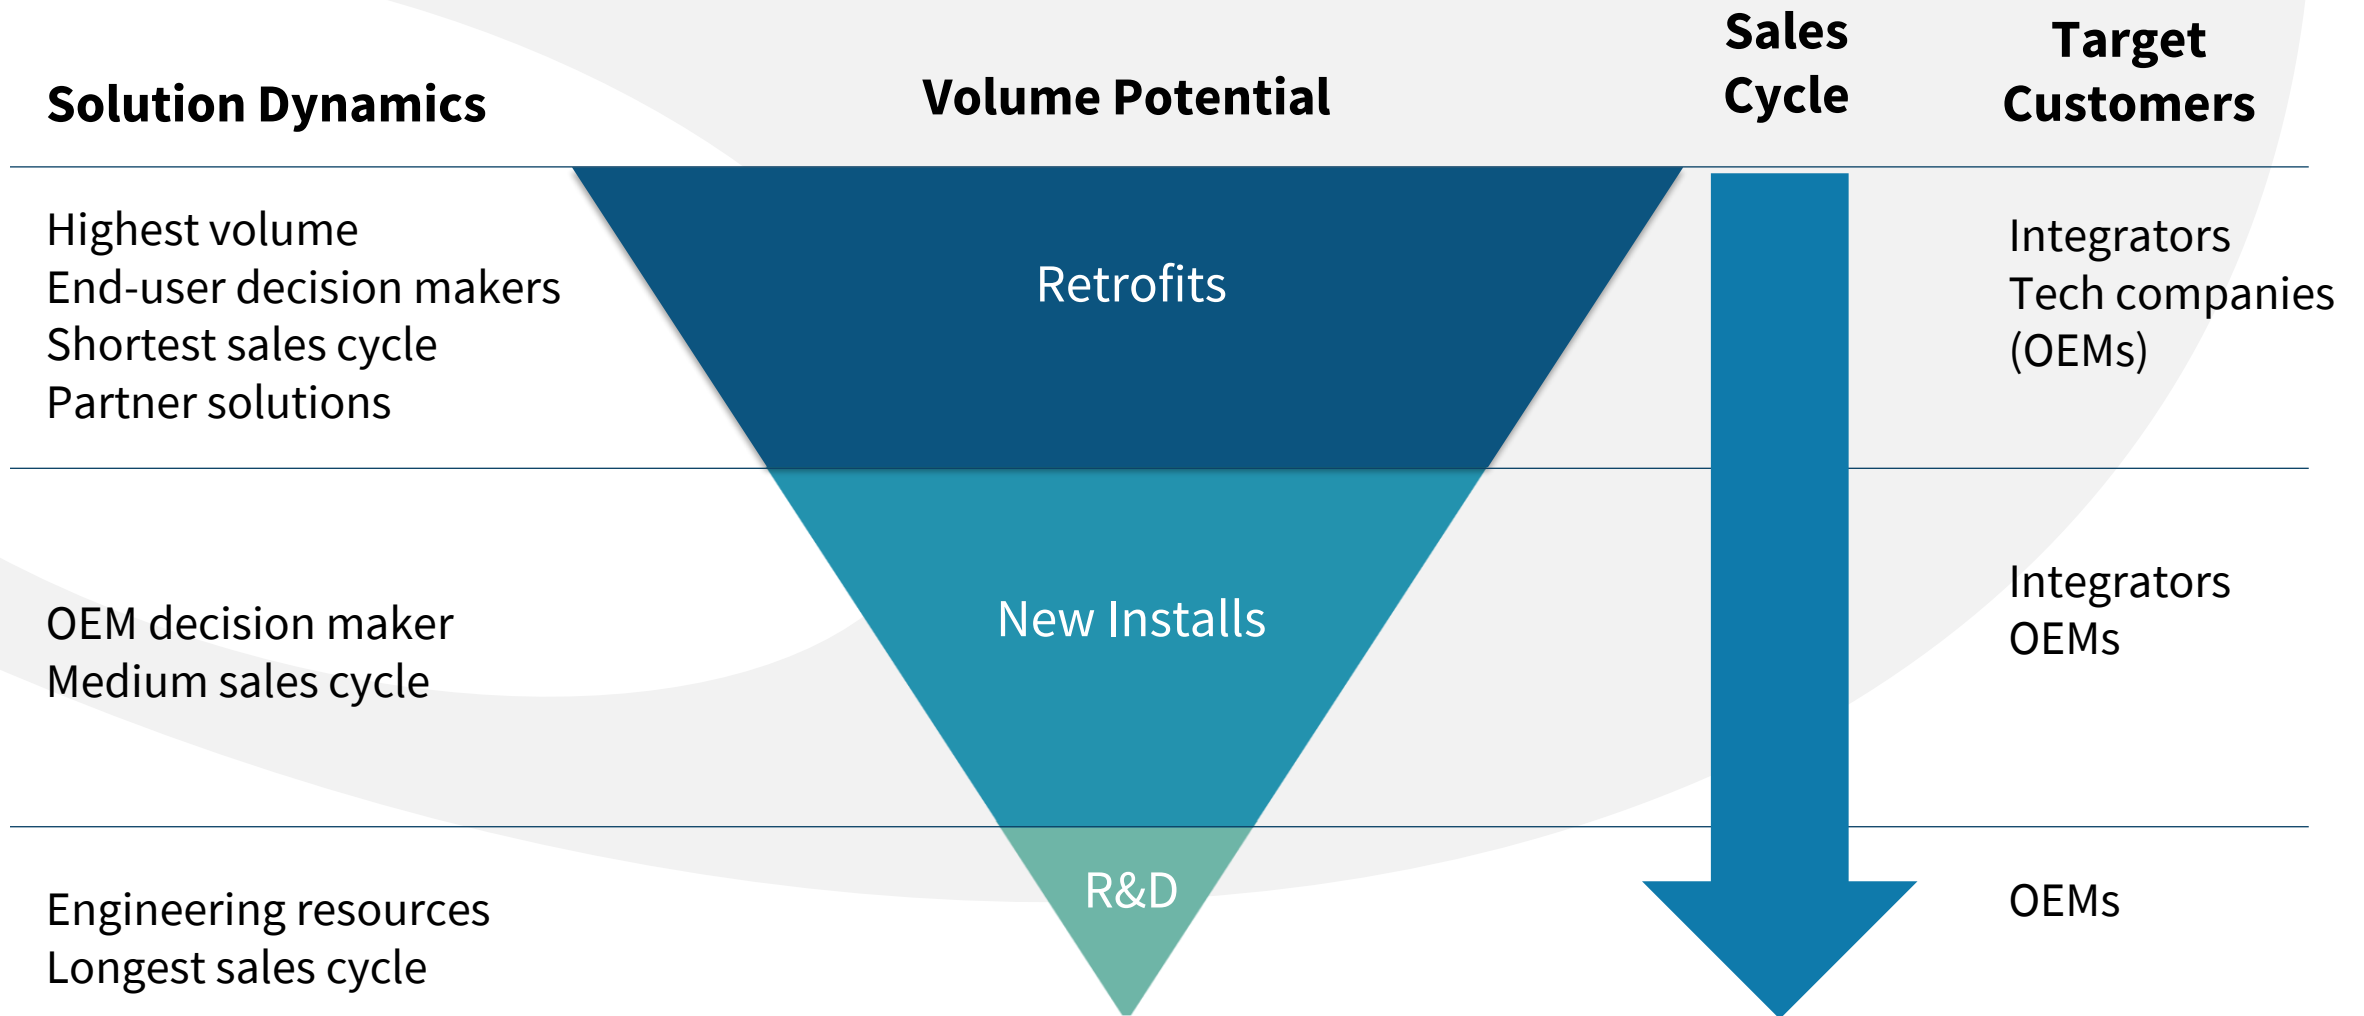 Solution Dynamics
Volume Potential
Sales
Cycle
Target
Customers
Highest volume
End-user decision makers
Shortest sales cycle
Partner solutions
Retrofits
Integrators
Tech companies
(OEMs)
OEM decision maker
Medium sales cycle
New Installs
Integrators
OEMs
Engineering resources
Longest sales cycle
R&D
OEMs